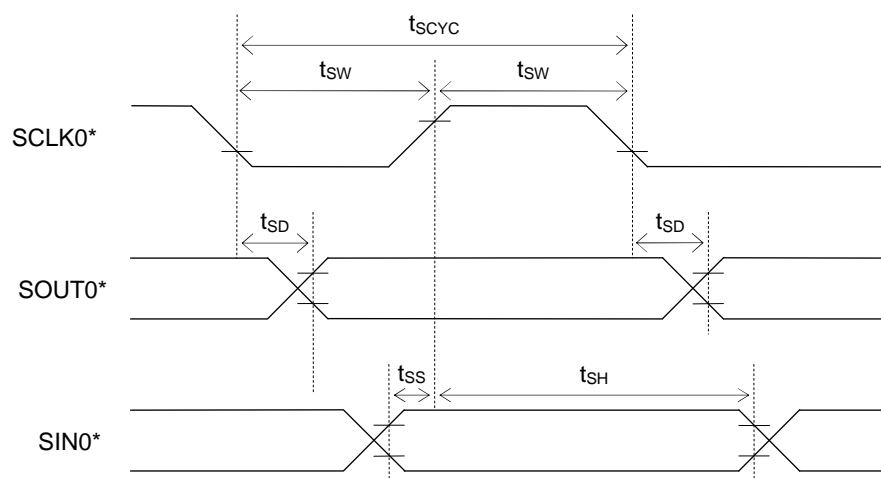 tSCYC
tSW tSW
SCLK0*
tSD tSD
SOUT0*
tSS tSH
SIN0*